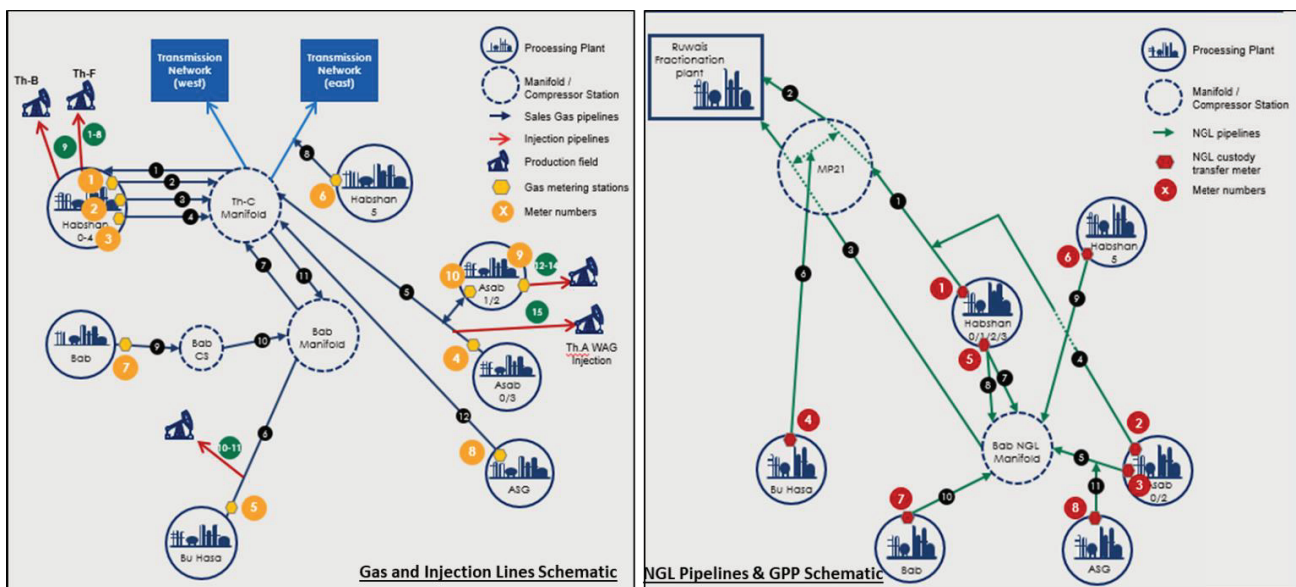 Th-B
Th-F
Transmission
Network
(west)
Transmission
Network
(east)
Processing Plant
Manifold /
Compressor Station
Sales Gas pipelines
Injection pipelines
Production field
Gas metering stations
X
Meter numbers
9
1-8
1
1
2
2
3
3
4
Habshan
0-4
Th-C
Manifold
8
6
Habshan
5
7
11
5
10
9
Asab
1/2
12-14
15
Th.A WAG
Injection
4
Asab
0/3
Bab
7
9
Bab
CS
10
Bab
Manifold
12
8
ASG
6
10-11
5
Bu Hasa
Gas and Injection Lines Schematic
Ruwais
Fractionation
plant
2
MP21
Processing Plant
Manifold /
Compressor Station
NGL pipelines
NGL custody
transfer meter
X
Meter numbers
1
3
6
6
Habshan
5
9
1
Habshan
0/1/2/3
5
8
7
4
4
Bu Hasa
Bab NGL
Manifold
2
5
3
Asab
0/2
7
10
Bab
11
8
ASG
NGL Pipelines & GPP Schematic